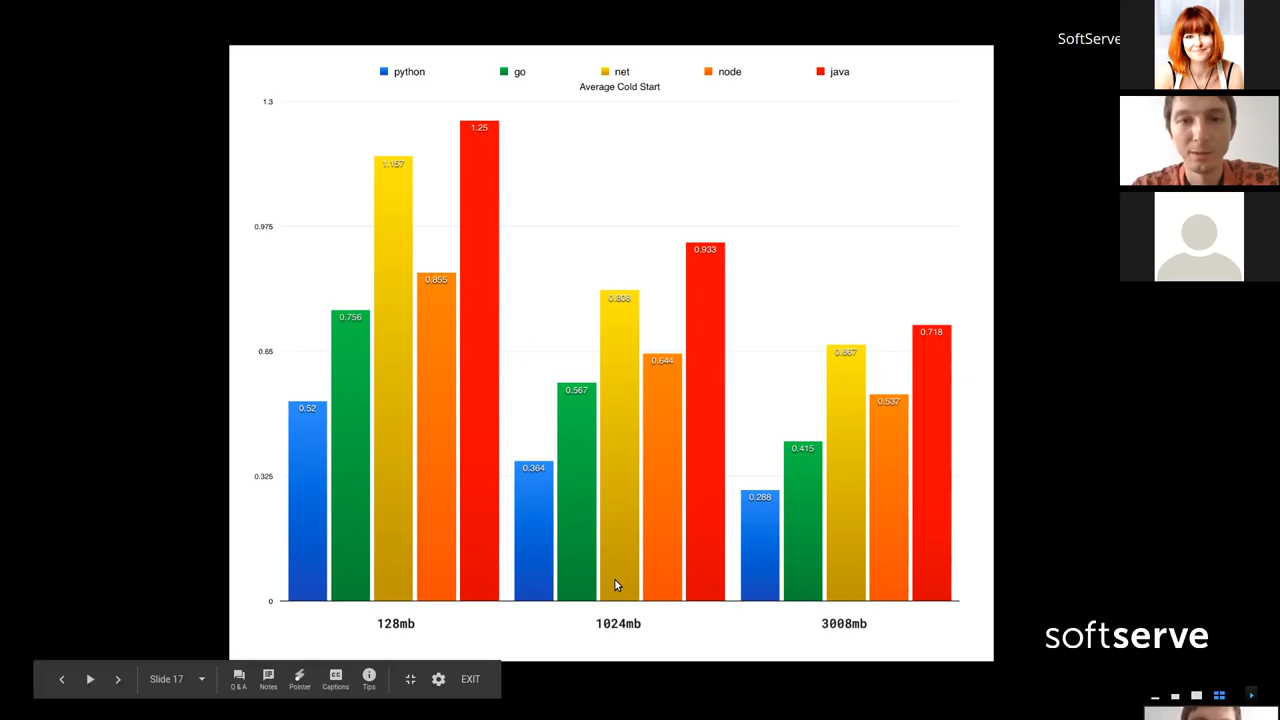 SoftServe
python go net node java
Average Cold Start
1.3
0.975
0.65
0.325
0
0.52 0.756 1.157 0.855 1.25
0.364 0.567 0.808 0.644 0.933
0.288 0.415 0.667 0.537 0.718
128mb 1024mb 3008mb
softserve
Slide 17 Q & A Notes Pointer Captions Tips EXIT